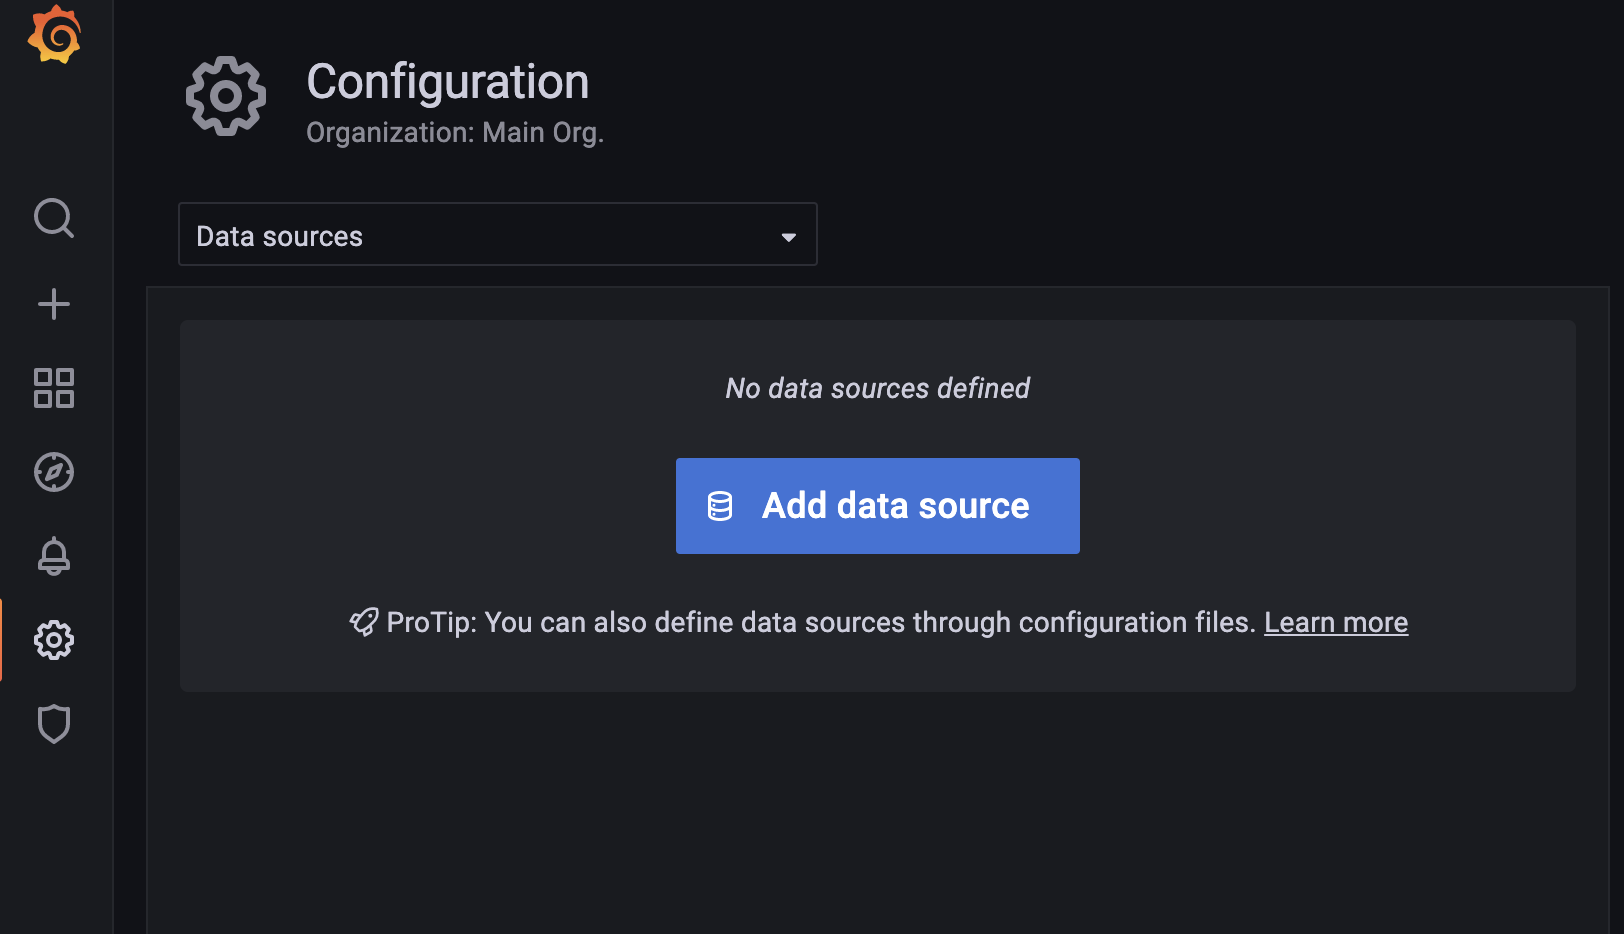 Configuration
Organization: Main Org.
Data sources
No data sources defined
Add data source
ProTip: You can also define data sources through configuration files. Learn more